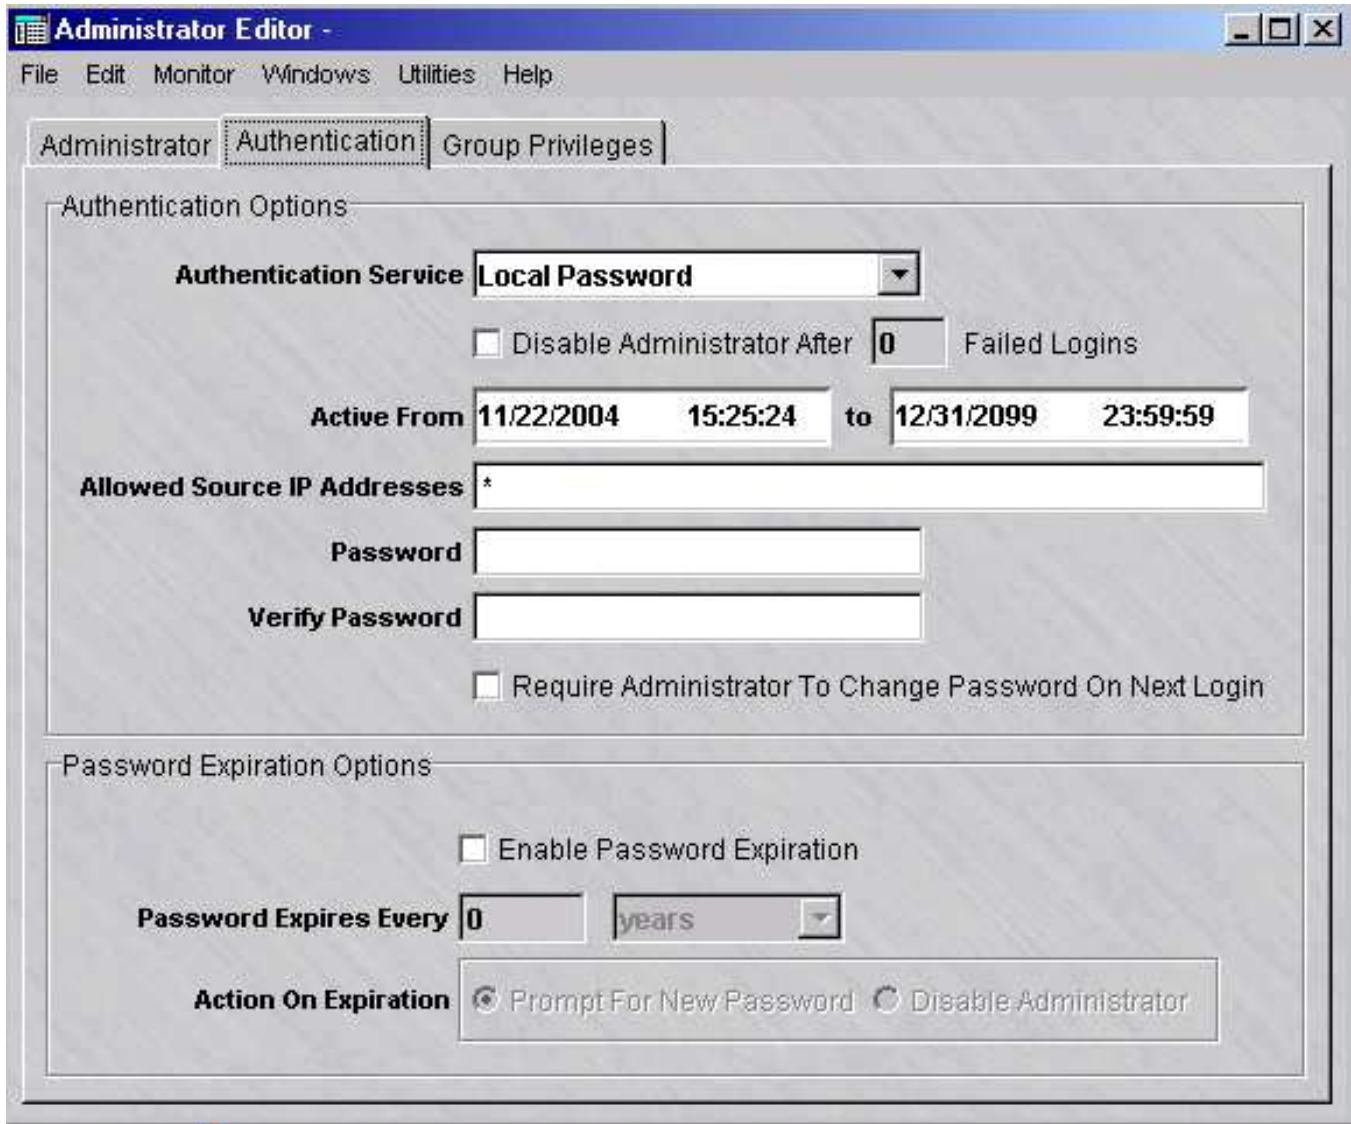 Administrator Editor -
File Edit Monitor Windows Utilities Help
Administrator Authentication Group Privileges
Authentication Options
Authentication Service Local Password
Disable Administrator After 0 Failed Logins
Active From 11/22/2004 15:25:24 to 12/31/2099 23:59:59
Allowed Source IP Addresses *
Password
Verify Password
Require Administrator To Change Password On Next Login
Password Expiration Options
Enable Password Expiration
Password Expires Every 0 years
Action On Expiration Prompt For New Password Disable Administrator